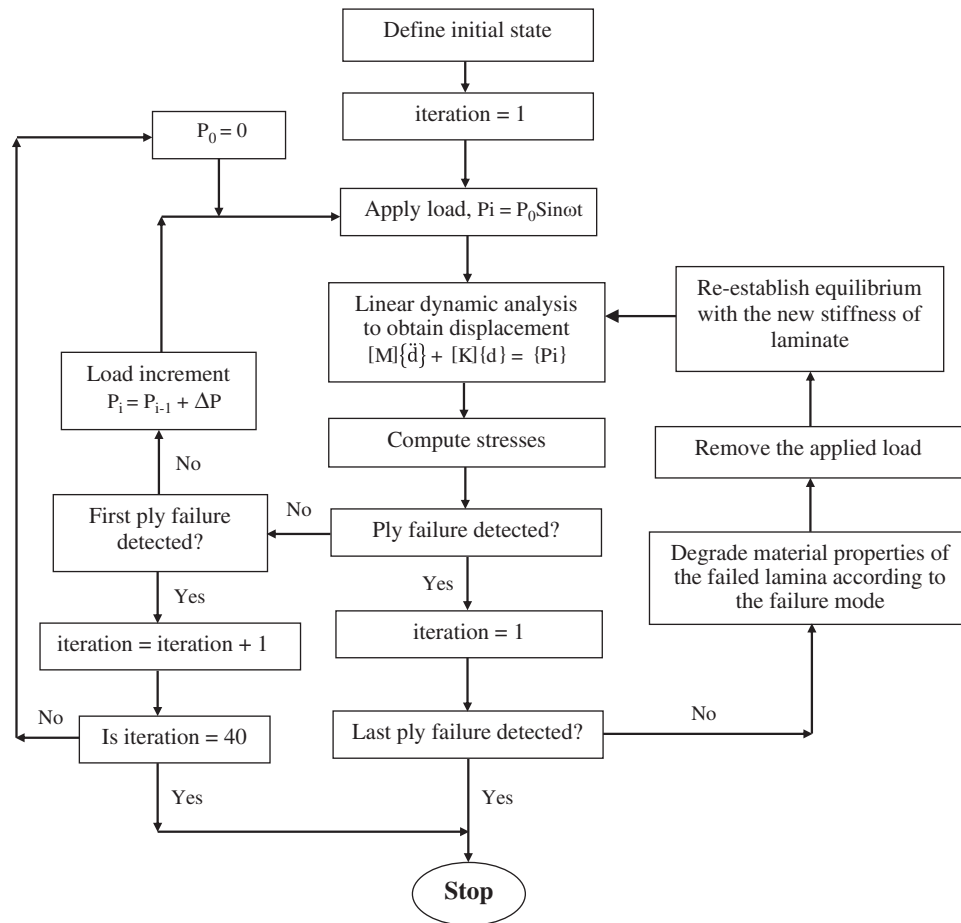 Define initial state
iteration = 1
P₀ = 0
Apply load, Pi = P₀Sinωt
Linear dynamic analysis
to obtain displacement
[M]{d̈} + [K]{d} = {Pi}
Re-establish equilibrium
with the new stiffness of
laminate
Load increment
Pᵢ = Pᵢ₋₁ + ΔP
Compute stresses
Remove the applied load
No
First ply failure
detected?
No
Ply failure detected?
Degrade material properties of
the failed lamina according to
the failure mode
Yes
Yes
iteration = iteration + 1
iteration = 1
No
Is iteration = 40
Last ply failure detected?
No
Yes
Yes
Stop